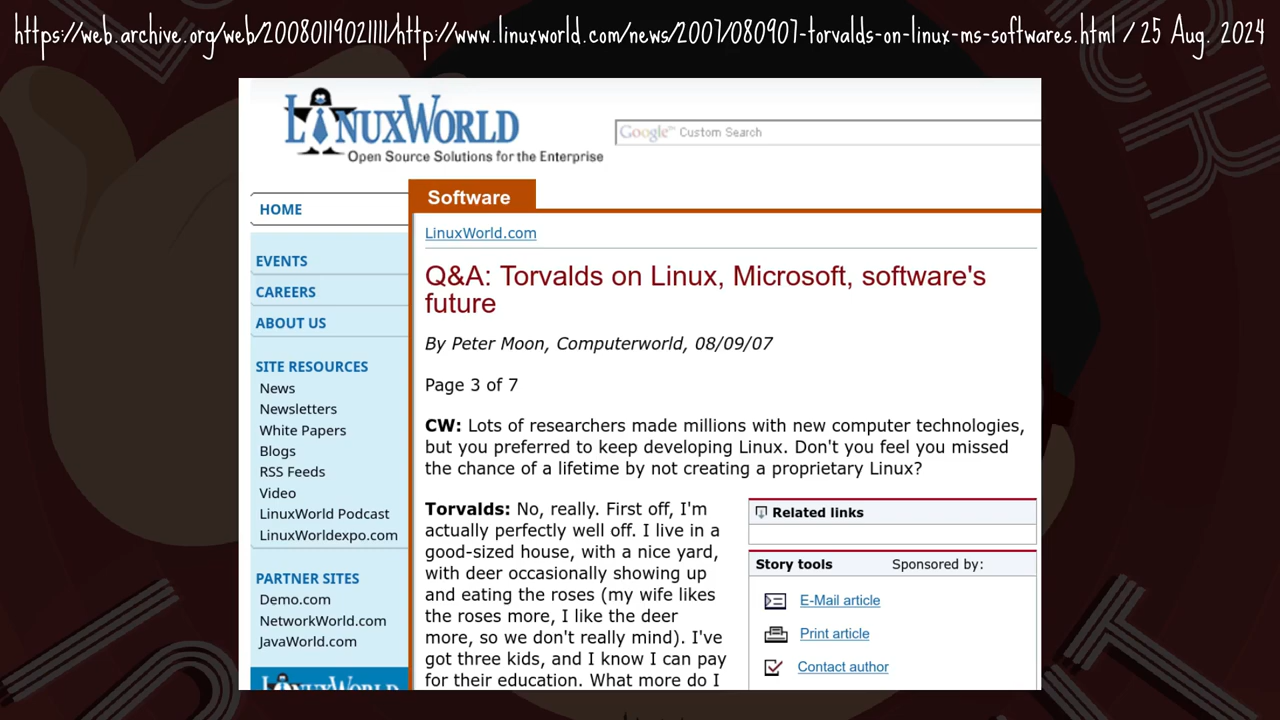 https://web.archive.org/web/20080119021111/http://www.linuxworld.com/news/2007/080907-torvalds-on-linux-ms-softwares.html / 25 Aug. 2024
LINUXWORLD
Open Source Solutions for the Enterprise
Google™ Custom Search
HOME
EVENTS
CAREERS
ABOUT US
SITE RESOURCES
News
Newsletters
White Papers
Blogs
RSS Feeds
Video
LinuxWorld Podcast
LinuxWorldexpo.com
PARTNER SITES
Demo.com
NetworkWorld.com
JavaWorld.com
LINUXWORLD
Software
LinuxWorld.com
Q&A: Torvalds on Linux, Microsoft, software's
future
By Peter Moon, Computerworld, 08/09/07
Page 3 of 7
CW: Lots of researchers made millions with new computer technologies,
but you preferred to keep developing Linux. Don't you feel you missed
the chance of a lifetime by not creating a proprietary Linux?
Torvalds: No, really. First off, I'm
actually perfectly well off. I live in a
good-sized house, with a nice yard,
with deer occasionally showing up
and eating the roses (my wife likes
the roses more, I like the deer
more, so we don't really mind). I've
got three kids, and I know I can pay
for their education. What more do I
Related links
Story tools
Sponsored by:
E-Mail article
Print article
Contact author